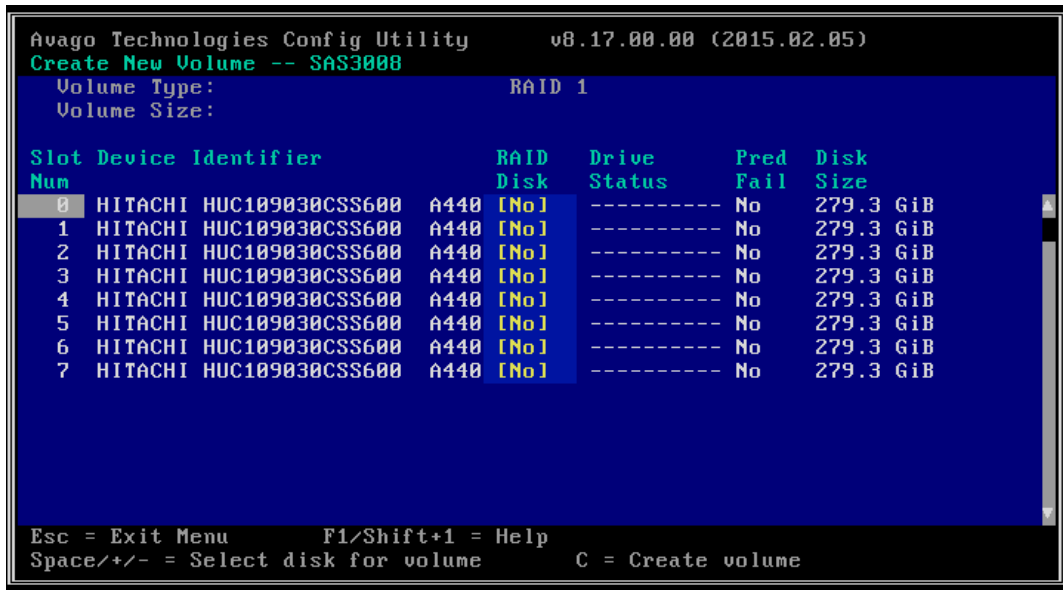 Avago Technologies Config Utility v8.17.00.00 (2015.02.05)
Create New Volume -- SAS3008
Volume Type: RAID 1
Volume Size:
Slot Device Identifier RAID Drive Pred Disk
Num Disk Status Fail Size
0 HITACHI HUC109030CSS600 A440 [No] ---------- No 279.3 GiB
1 HITACHI HUC109030CSS600 A440 [No] ---------- No 279.3 GiB
2 HITACHI HUC109030CSS600 A440 [No] ---------- No 279.3 GiB
3 HITACHI HUC109030CSS600 A440 [No] ---------- No 279.3 GiB
4 HITACHI HUC109030CSS600 A440 [No] ---------- No 279.3 GiB
5 HITACHI HUC109030CSS600 A440 [No] ---------- No 279.3 GiB
6 HITACHI HUC109030CSS600 A440 [No] ---------- No 279.3 GiB
7 HITACHI HUC109030CSS600 A440 [No] ---------- No 279.3 GiB
Esc = Exit Menu F1/Shift+1 = Help
Space/+/- = Select disk for volume C = Create volume